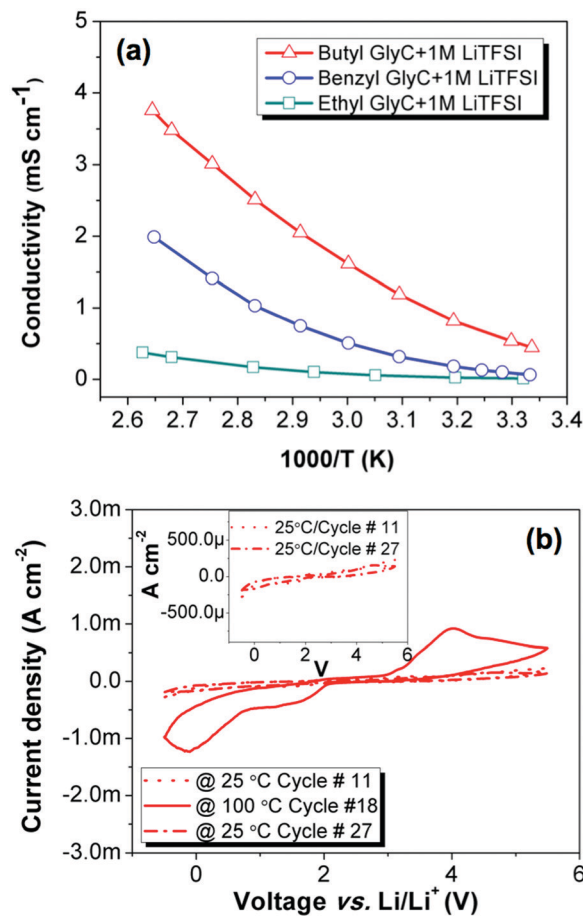 (a)
Butyl GlyC+1M LiTFSI
Benzyl GlyC+1M LiTFSI
Ethyl GlyC+1M LiTFSI
Conductivity (mS cm⁻¹)
5
4
3
2
1
0
2.6 2.7 2.8 2.9 3.0 3.1 3.2 3.3 3.4
1000/T (K)
(b)
Current density (A cm⁻²)
3.0m
2.0m
1.0m
0.0
-1.0m
-2.0m
-3.0m
A cm⁻²
500.0µ
0.0
-500.0µ
25°C/Cycle # 11
25°C/Cycle # 27
0 2 4 6
V
@ 25 °C Cycle # 11
@ 100 °C Cycle #18
@ 25 °C Cycle # 27
0 2 4 6
Voltage vs. Li/Li⁺ (V)